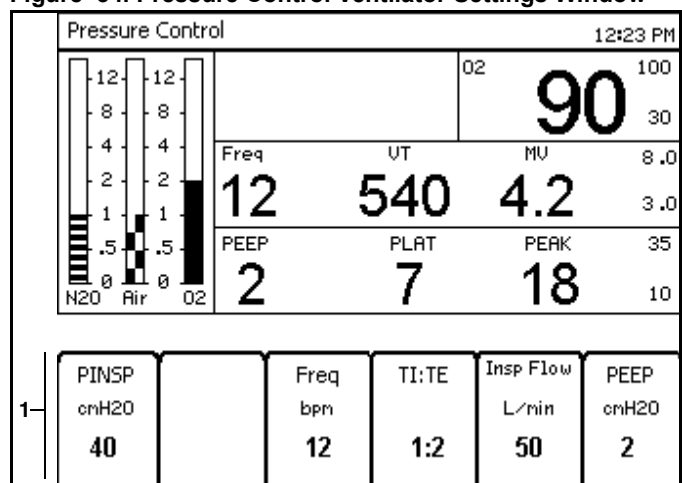 Figure 34. Pressure Control Ventilator Settings Window
Pressure Control 12:23 PM
12 12 O2 90 100
8 8 30
4 4 Freq VT MV 8.0
2 2 12 540 4.2
1 1 3.0
.5 .5 PEEP PLAT PEAK 35
0 0 2 7 18 10
N2O Air O2
PINSP Freq TI:TE Insp Flow PEEP
1 cmH2O bpm L/min cmH2O
40 12 1:2 50 2